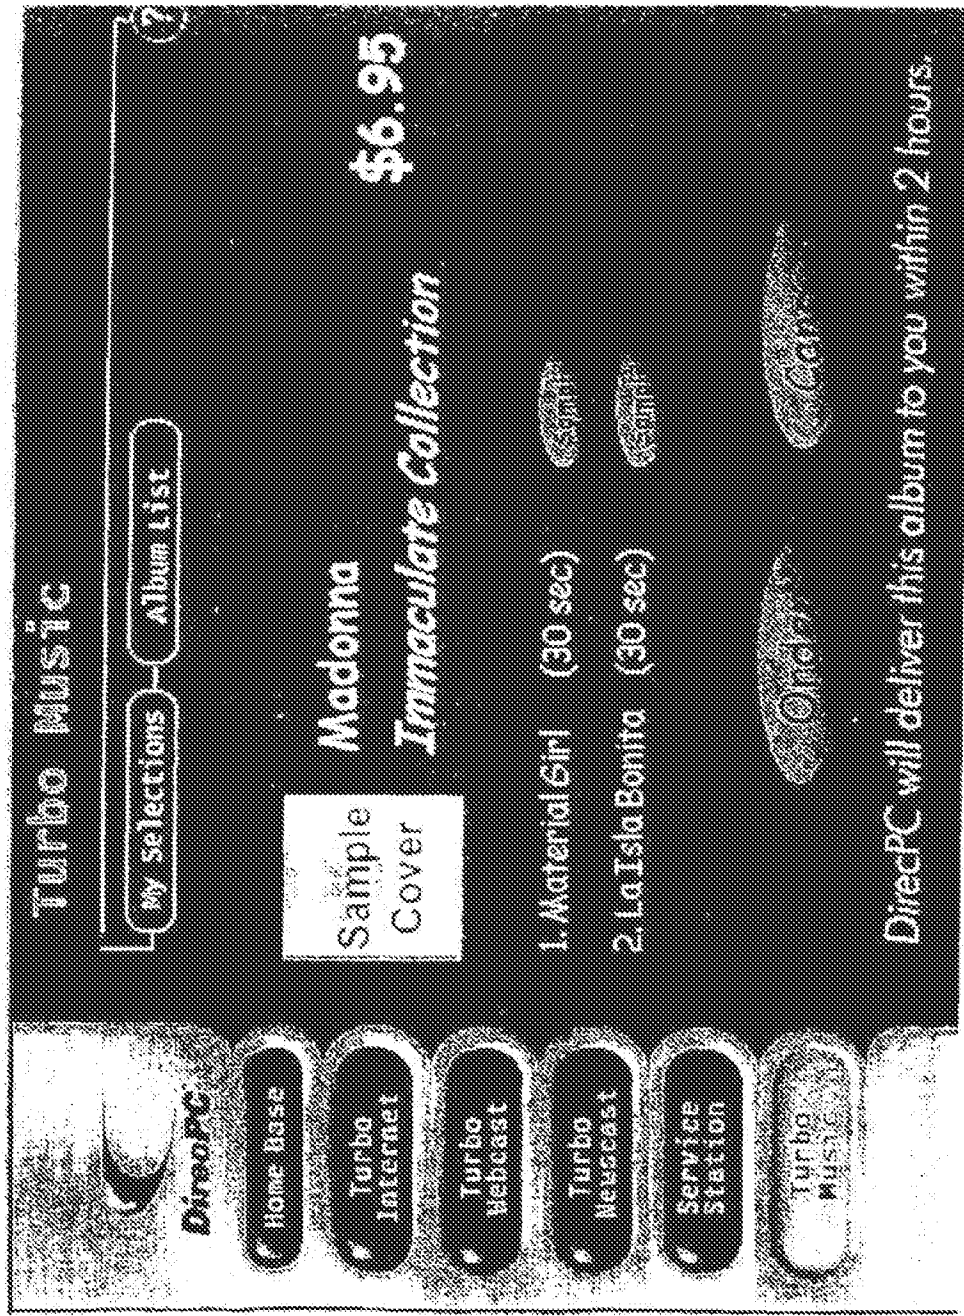 Turbo Music
?
My Selections
Album List
DirecPC
Home Base
Turbo
Internet
Turbo
Webcast
Turbo
Newscast
Service
Station
Turbo
Music
Sample
Cover
Madonna
Immaculate Collection
$6.95
1. Material Girl (30 sec)
2. La Isla Bonita (30 sec)
DirecPC will deliver this album to you within 2 hours.